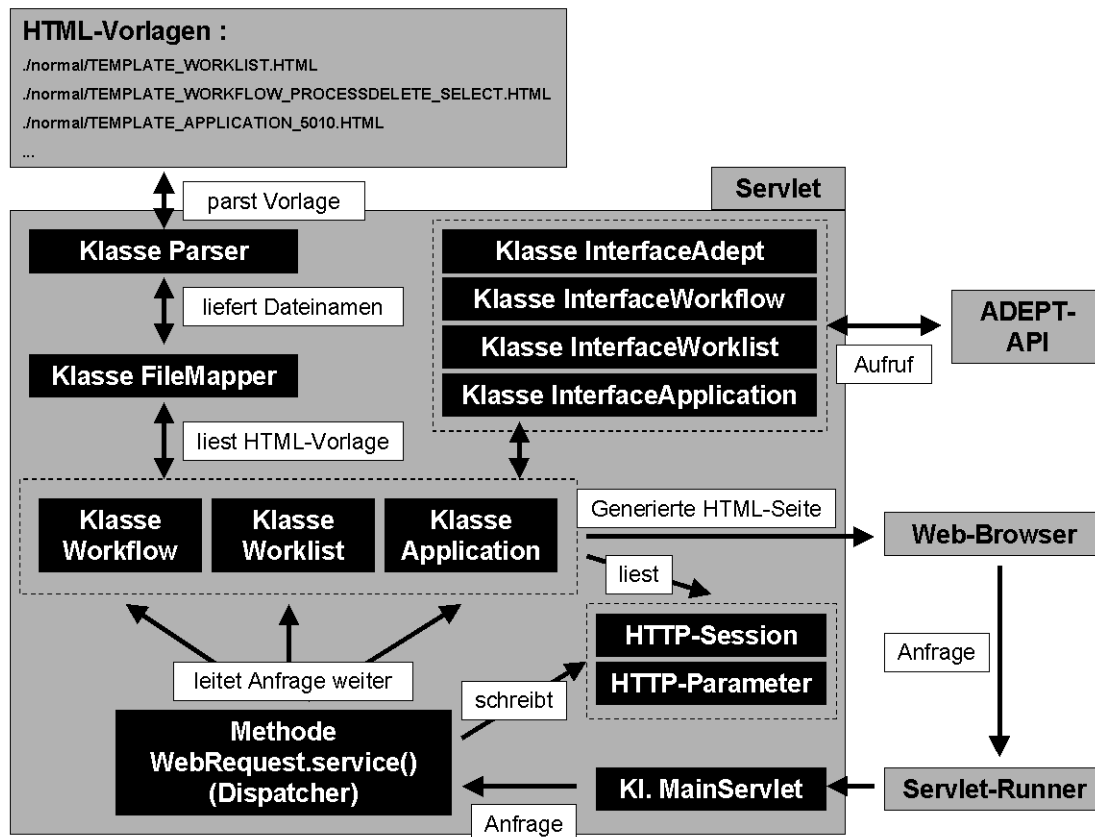 HTML-Vorlagen :
./normal/TEMPLATE_WORKLIST.HTML
./normal/TEMPLATE_WORKFLOW_PROCESSDELETE_SELECT.HTML
./normal/TEMPLATE_APPLICATION_5010.HTML
...
parst Vorlage
Servlet
Klasse Parser
liefert Dateinamen
Klasse FileMapper
liest HTML-Vorlage
Klasse InterfaceAdept
Klasse InterfaceWorkflow
Klasse InterfaceWorklist
Klasse InterfaceApplication
Aufruf
ADEPT-
API
Klasse
Workflow
Klasse
Worklist
Klasse
Application
Generierte HTML-Seite
Web-Browser
liest
HTTP-Session
HTTP-Parameter
Anfrage
leitet Anfrage weiter
schreibt
Methode
WebRequest.service()
(Dispatcher)
Anfrage
Kl. MainServlet
Servlet-Runner